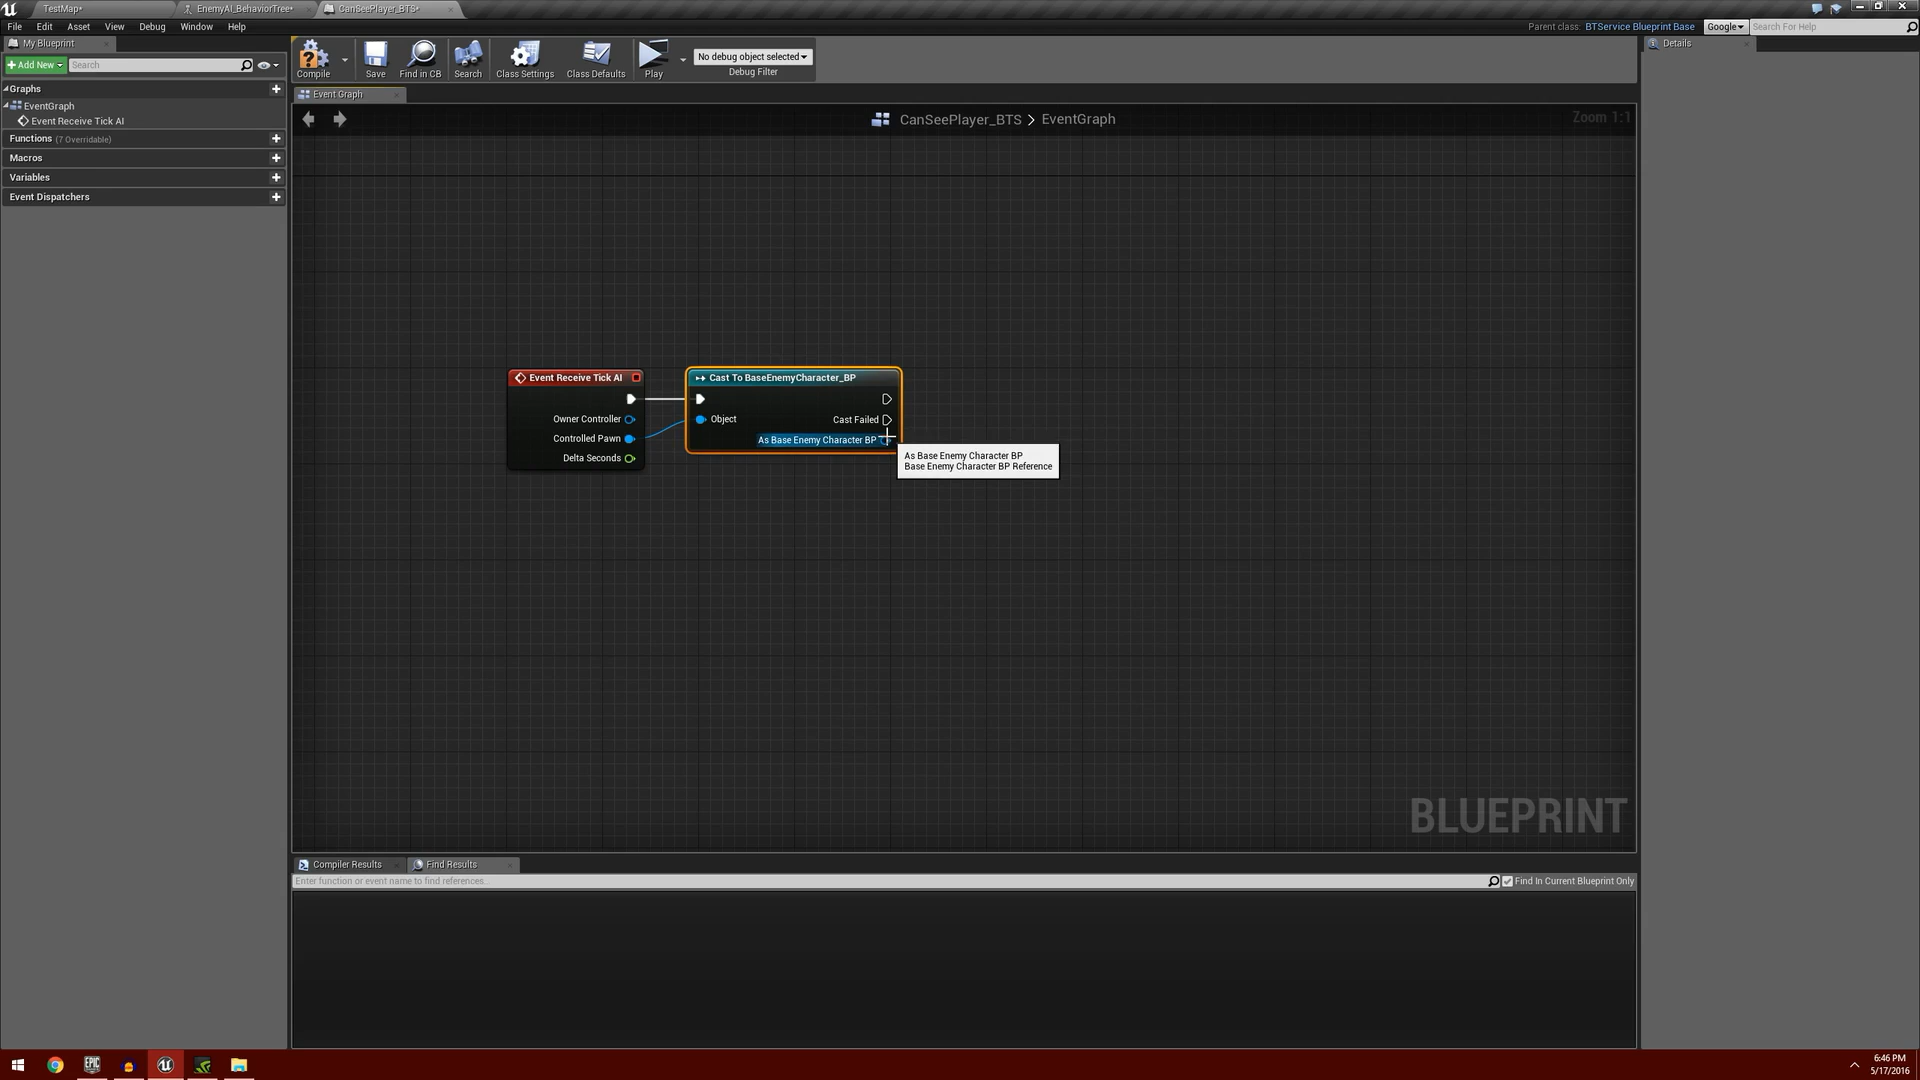 TestMap*
EnemyAI_BehaviorTree*
CanSeePlayer_BTS*
File Edit Asset View Debug Window Help
Parent class: BTService Blueprint Base
Google
Search For Help
My Blueprint
Details
Add New
Search
Compile
Save
Find in CB
Search
Class Settings
Class Defaults
Play
No debug object selected
Debug Filter
Graphs
EventGraph
Event Receive Tick AI
Functions (7 Overridable)
Macros
Variables
Event Dispatchers
Event Graph
CanSeePlayer_BTS > EventGraph
Zoom 1:1
Event Receive Tick AI
Owner Controller
Controlled Pawn
Delta Seconds
Cast To BaseEnemyCharacter_BP
Object
Cast Failed
As Base Enemy Character BP
As Base Enemy Character BP
Base Enemy Character BP Reference
BLUEPRINT
Compiler Results
Find Results
Enter function or event name to find references...
Find In Current Blueprint Only
EPIC
6:46 PM
5/17/2016